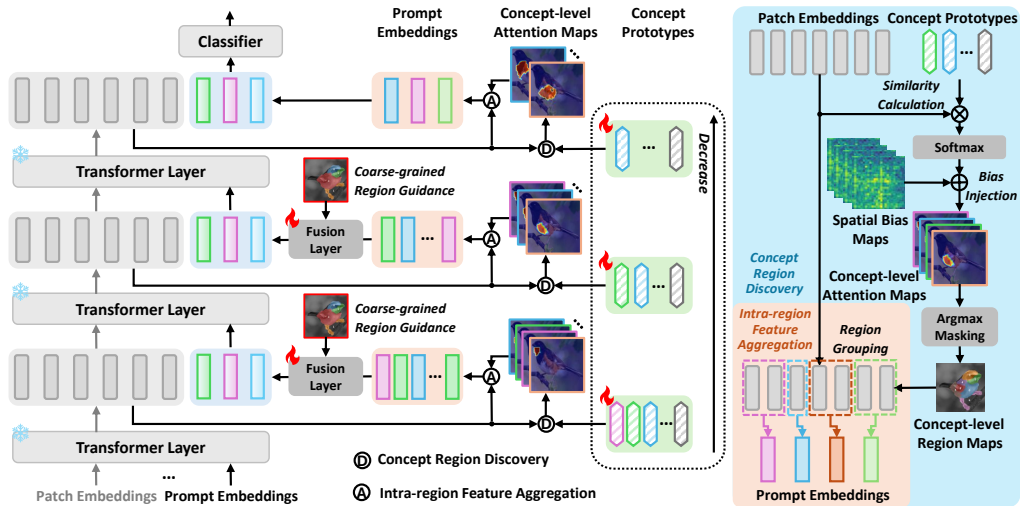 Classifier
Prompt
Embeddings
Concept-level
Attention Maps
Concept
Prototypes
A
D
...
Decrease
Transformer Layer
Coarse-grained
Region Guidance
Fusion
Layer
...
A
D
...
Transformer Layer
Coarse-grained
Region Guidance
Fusion
Layer
...
A
D
...
Transformer Layer
...
Patch Embeddings
Prompt Embeddings
D Concept Region Discovery
A Intra-region Feature Aggregation
Patch Embeddings
Concept Prototypes
...
Similarity
Calculation
Softmax
Bias
Injection
Spatial Bias
Maps
Concept
Region
Discovery
Concept-level
Attention Maps
Argmax
Masking
Intra-region
Feature
Aggregation
Region
Grouping
Concept-level
Region Maps
Prompt Embeddings